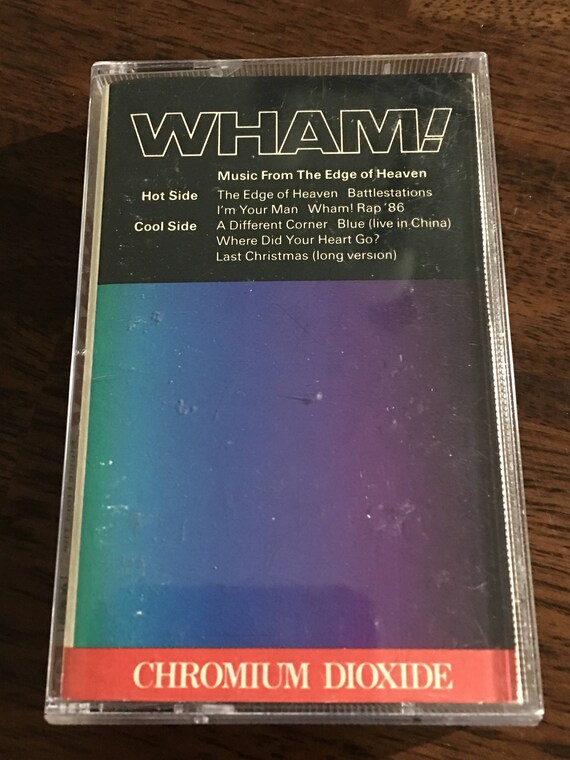 WHAM!
Music From The Edge of Heaven
Hot Side The Edge of Heaven Battlestations
I'm Your Man Wham! Rap '86
Cool Side A Different Corner Blue (live in China)
Where Did Your Heart Go?
Last Christmas (long version)
CHROMIUM DIOXIDE